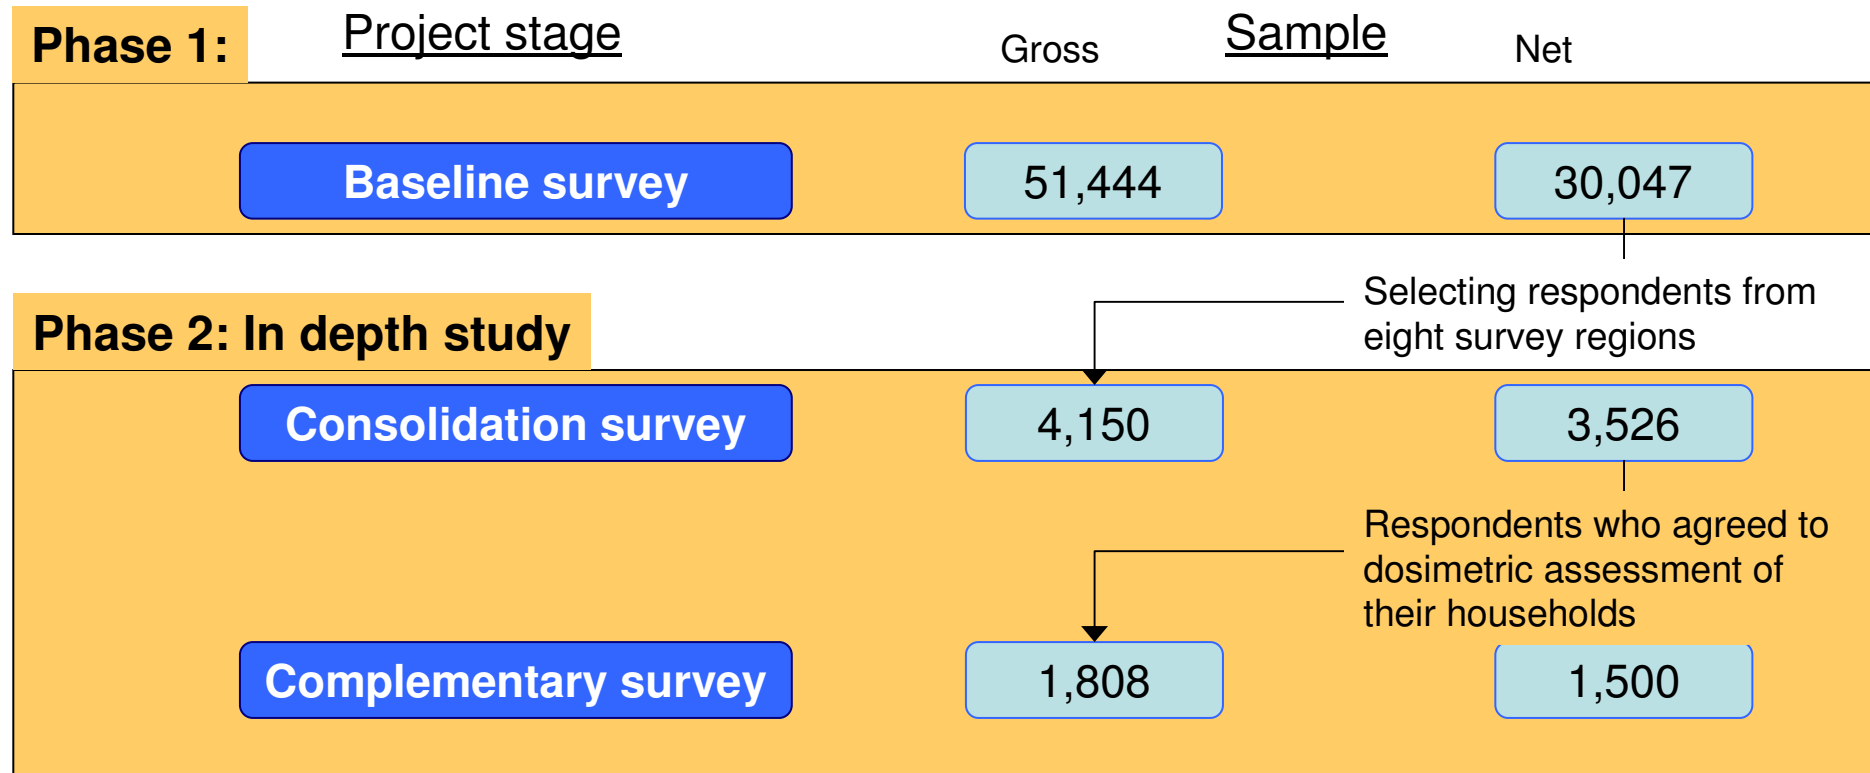 Phase 1:
Project stage
Gross
Sample
Net
Baseline survey
51,444
30,047
Selecting respondents from
eight survey regions
Phase 2: In depth study
Consolidation survey
4,150
3,526
Respondents who agreed to
dosimetric assessment of
their households
Complementary survey
1,808
1,500